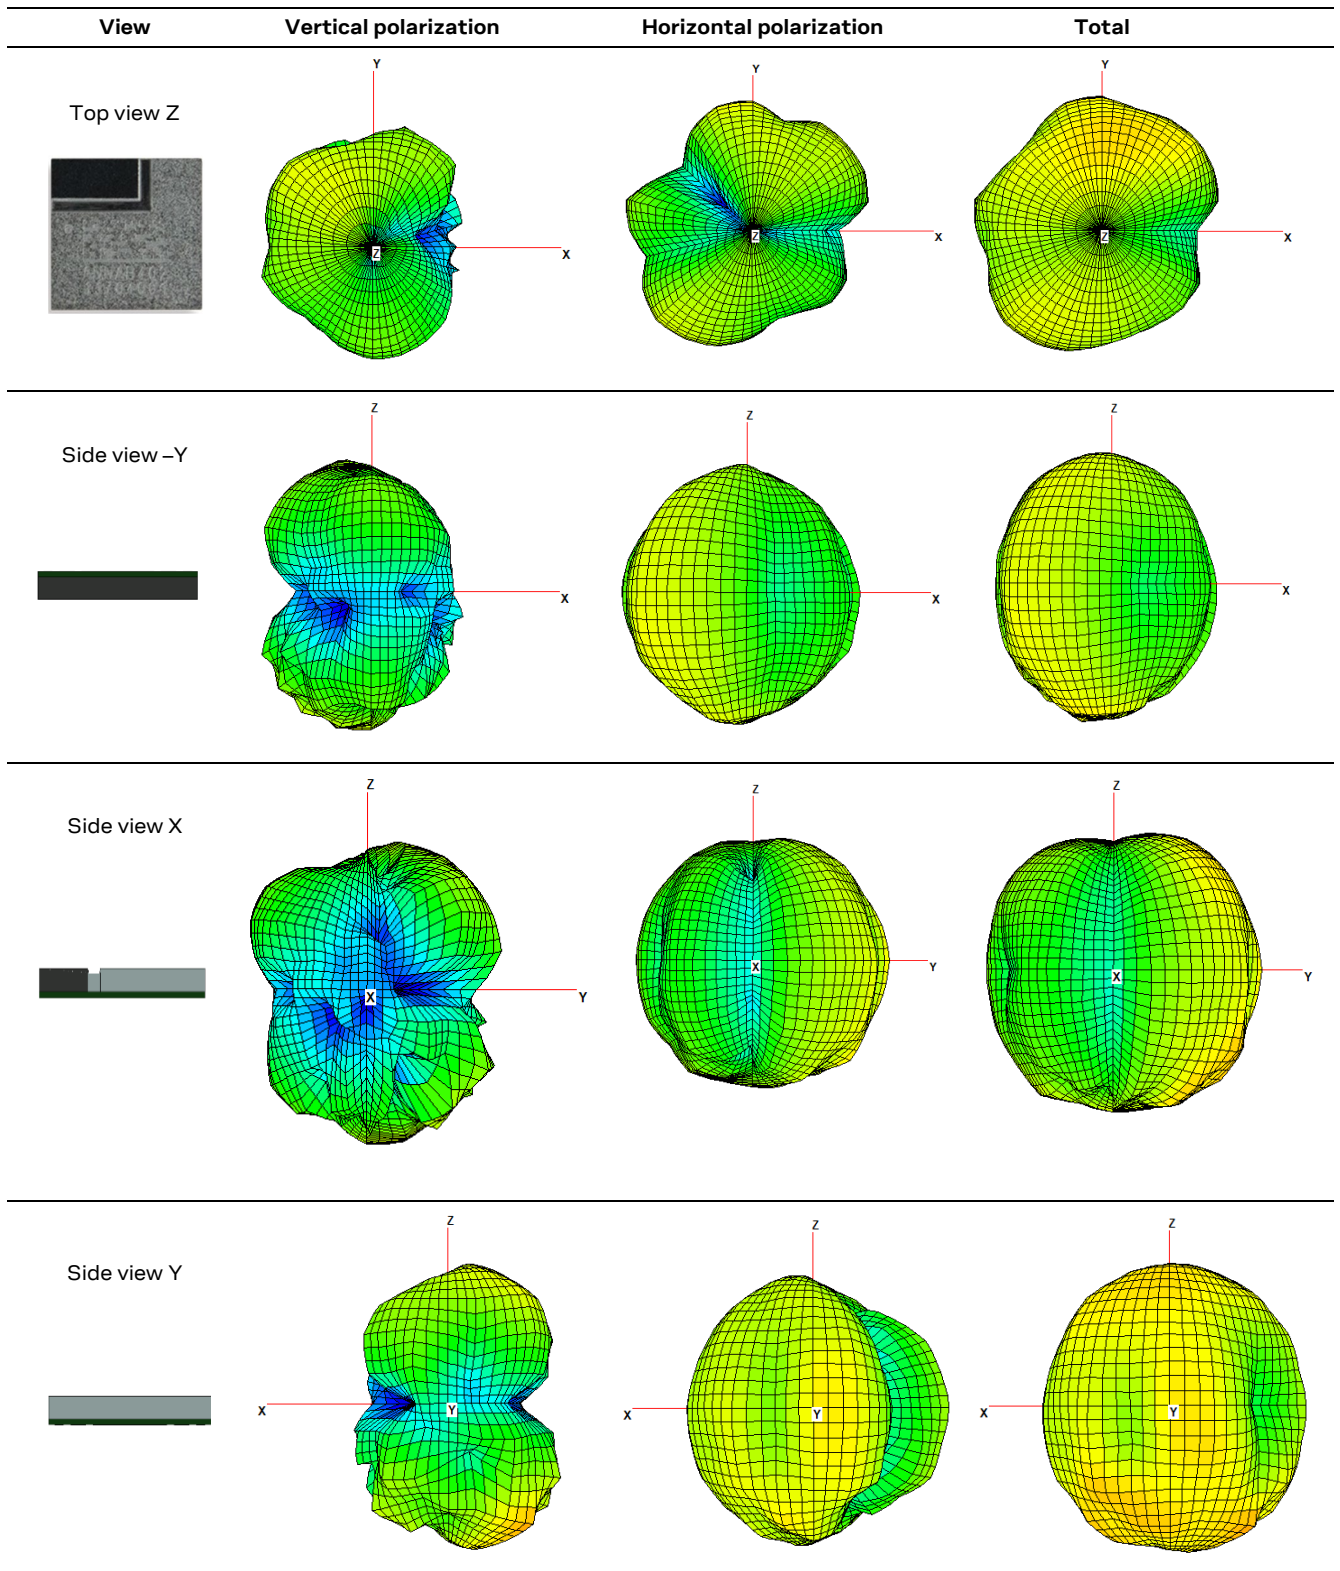 View Vertical polarization Horizontal polarization Total
Top view Z
Y
X
Z
Y
X
Z
Y
X
Z
Side view –Y
Z
X
Z
X
Z
X
Side view X
Z
Y
X
Z
Y
X
Z
Y
X
Side view Y
Z
X
Y
Z
X
Y
Z
X
Y